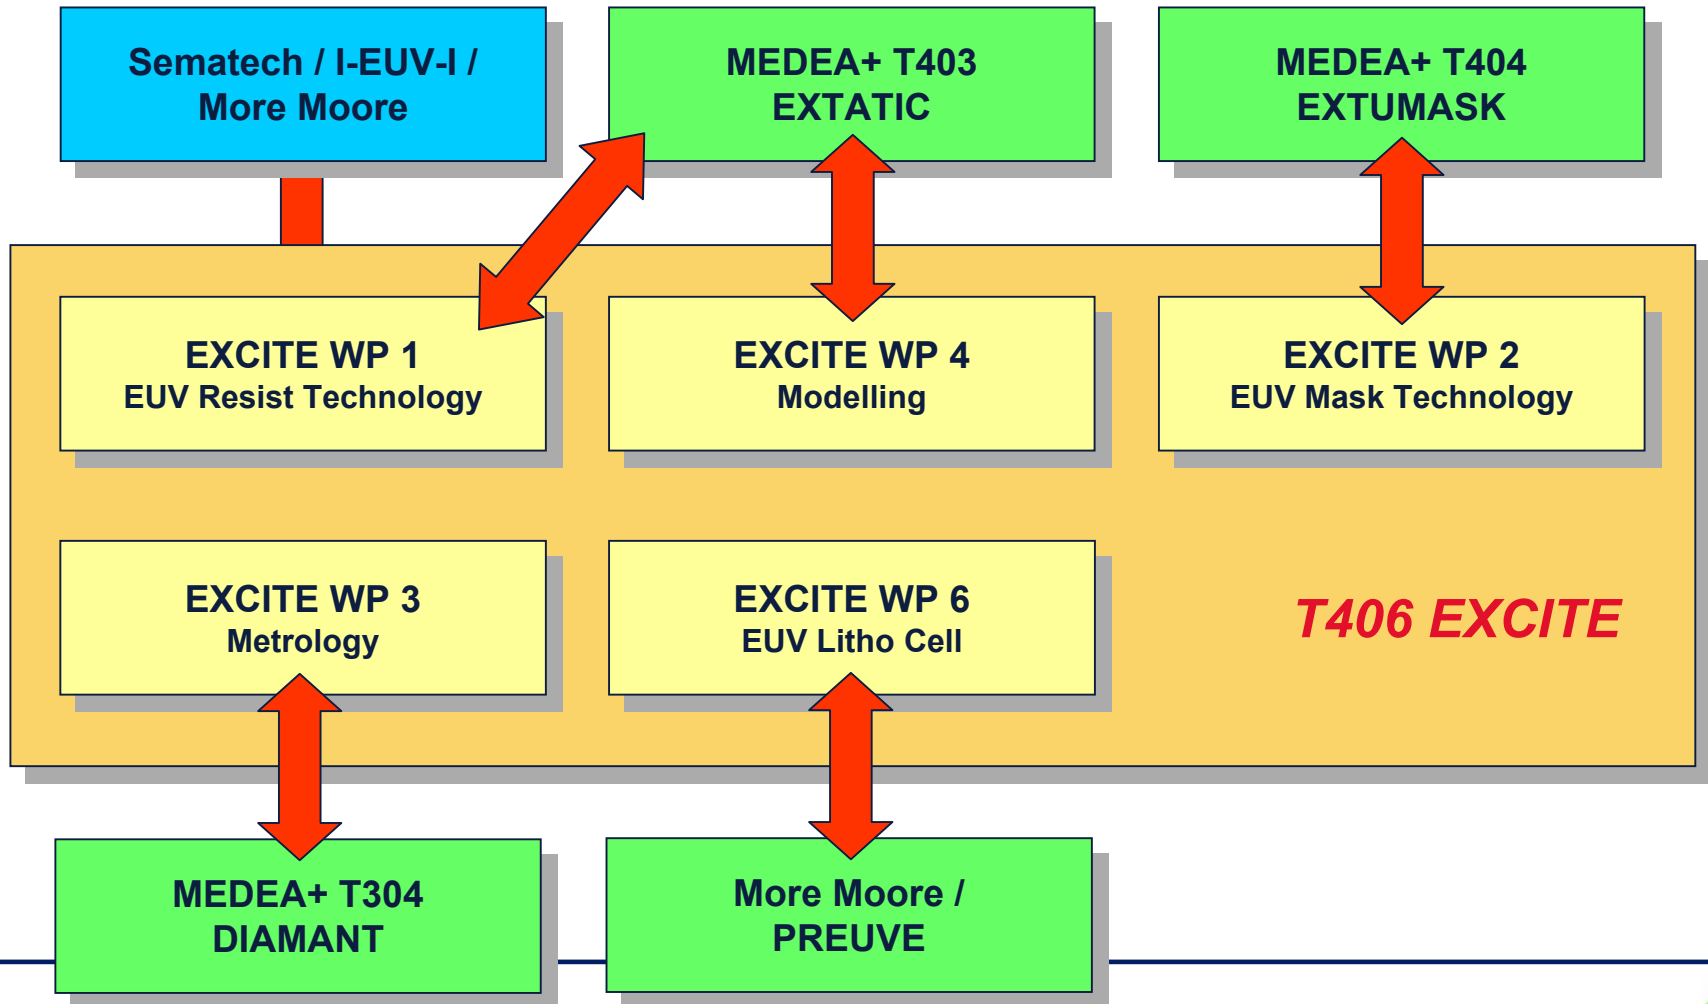 Sematech / I-EUV-I /
More Moore
MEDEA+ T403
EXTATIC
MEDEA+ T404
EXTUMASK
EXCITE WP 1
EUV Resist Technology
EXCITE WP 4
Modelling
EXCITE WP 2
EUV Mask Technology
EXCITE WP 3
Metrology
EXCITE WP 6
EUV Litho Cell
T406 EXCITE
MEDEA+ T304
DIAMANT
More Moore /
PREUVE